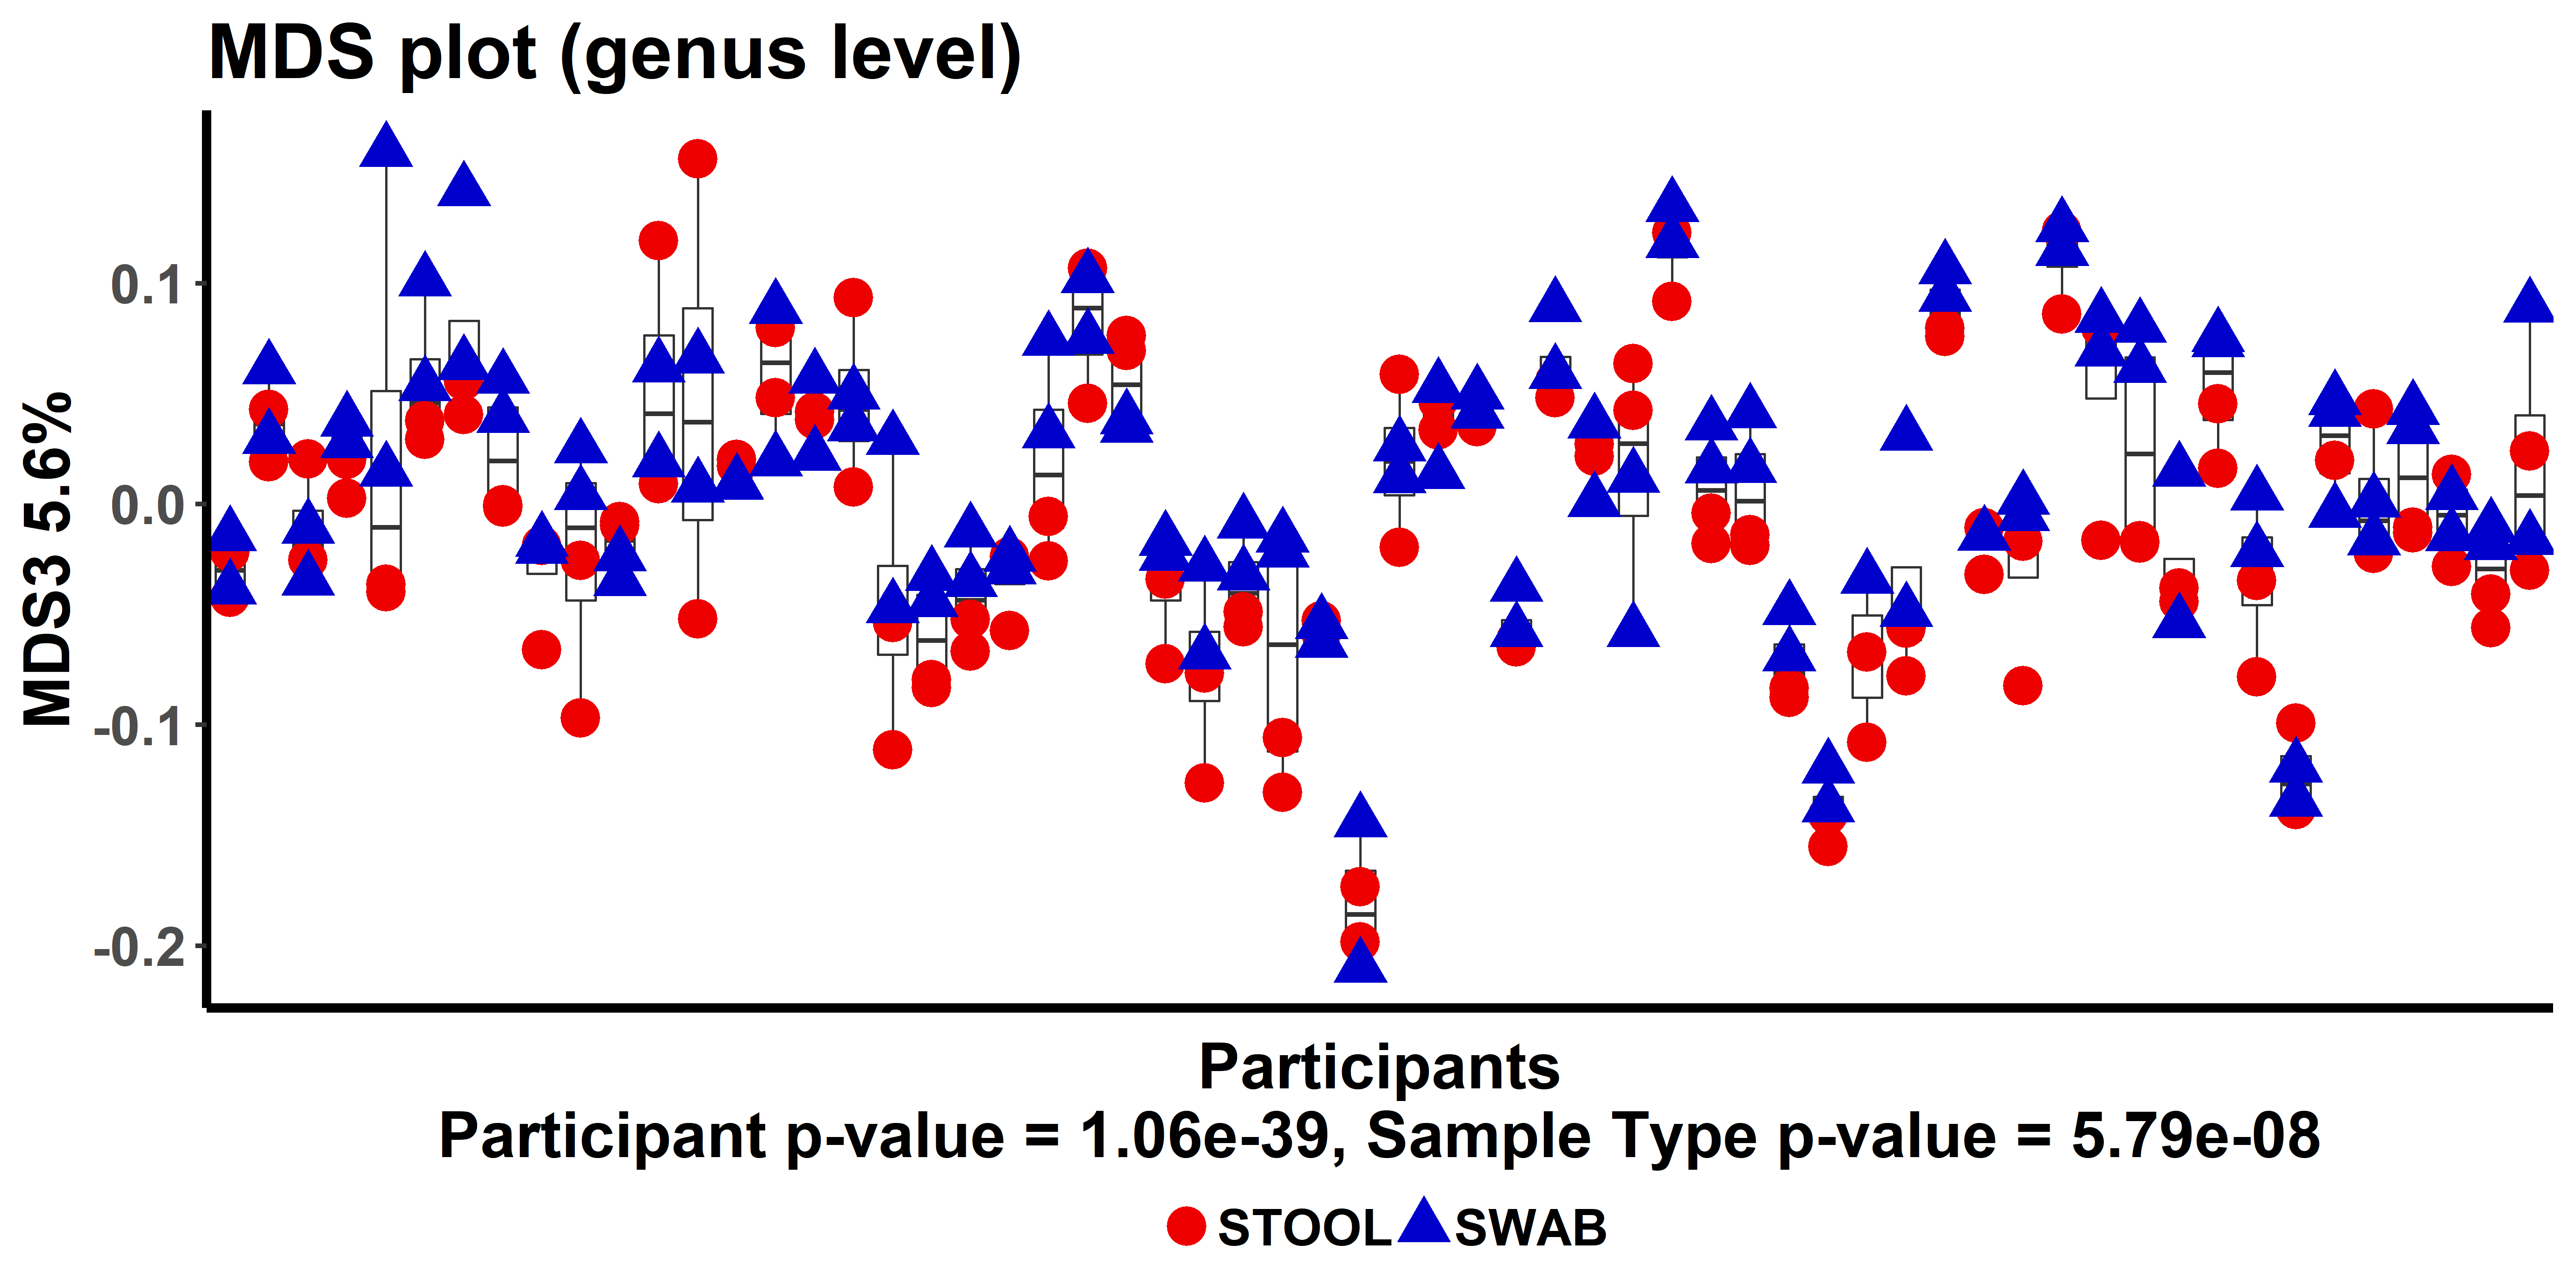 MDS plot (genus level)
MDS3 5.6%
0.1
0.0
-0.1
-0.2
Participants
Participant p-value = 1.06e-39, Sample Type p-value = 5.79e-08
STOOL SWAB